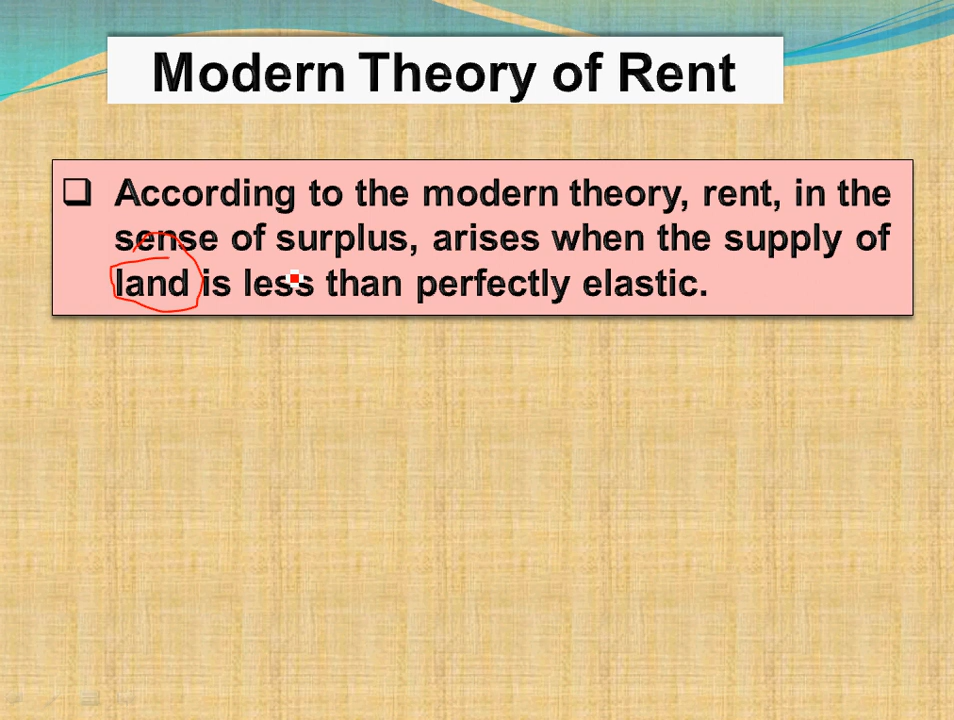 Modern Theory of Rent
According to the modern theory, rent, in the
sense of surplus, arises when the supply of
land is less than perfectly elastic.